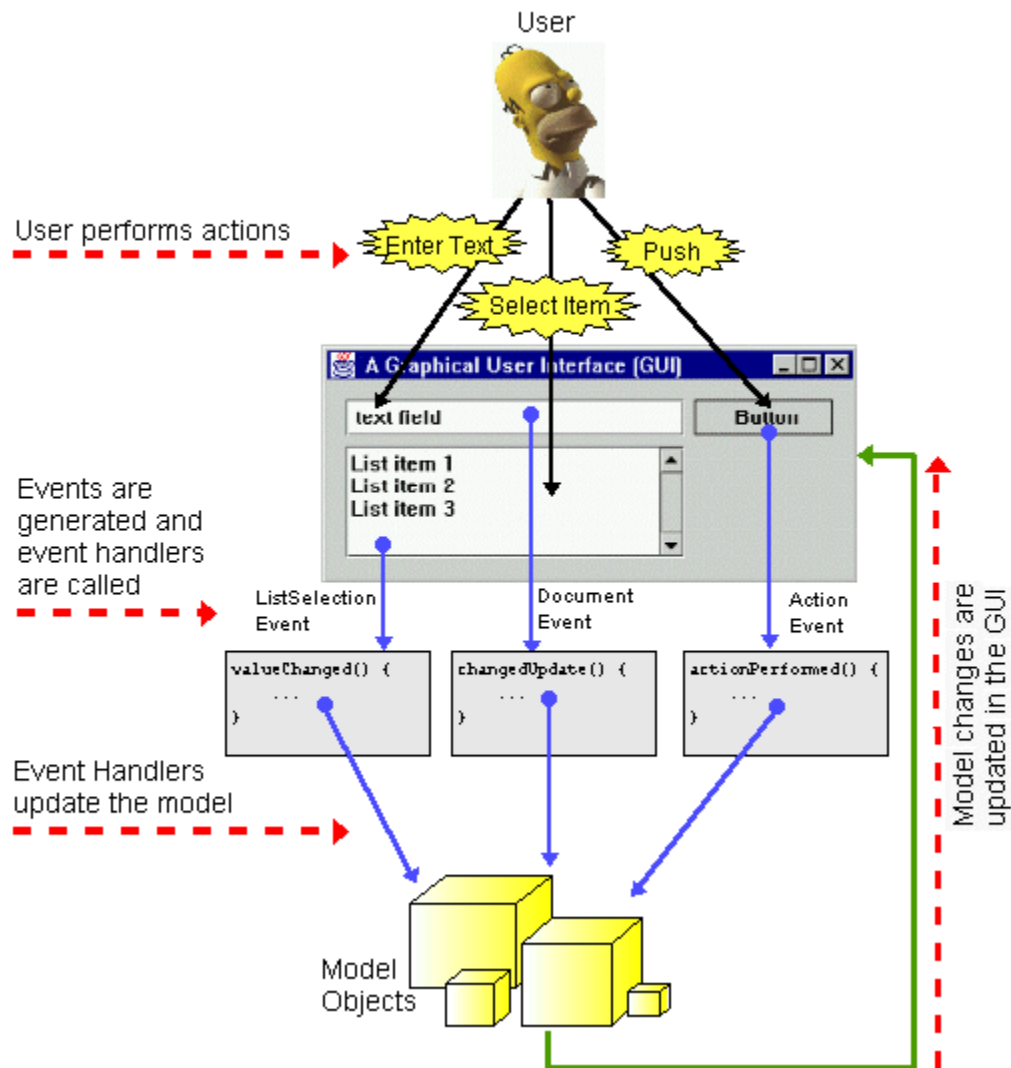 User
User performs actions
Enter Text
Push
Select Item
A Graphical User Interface (GUI)
text field
Button
List item 1
List item 2
List item 3
Events are
generated and
event handlers
are called
ListSelection
Event
Document
Event
Action
Event
valueChanged() {
...
}
changedUpdate() {
...
}
actionPerformed() {
...
}
Event Handlers
update the model
Model changes are
updated in the GUI
Model
Objects